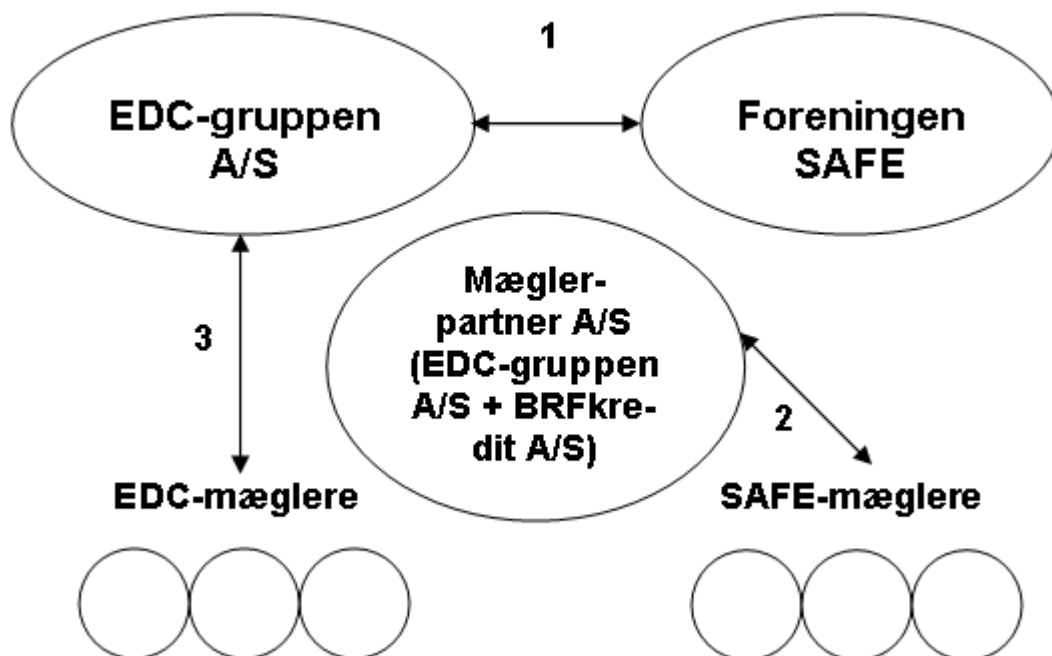 1
EDC-gruppen
A/S
Foreningen
SAFE
Mægler-
partner A/S
(EDC-gruppen
A/S + BRFkre-
dit A/S)
3
2
EDC-mæglere
SAFE-mæglere